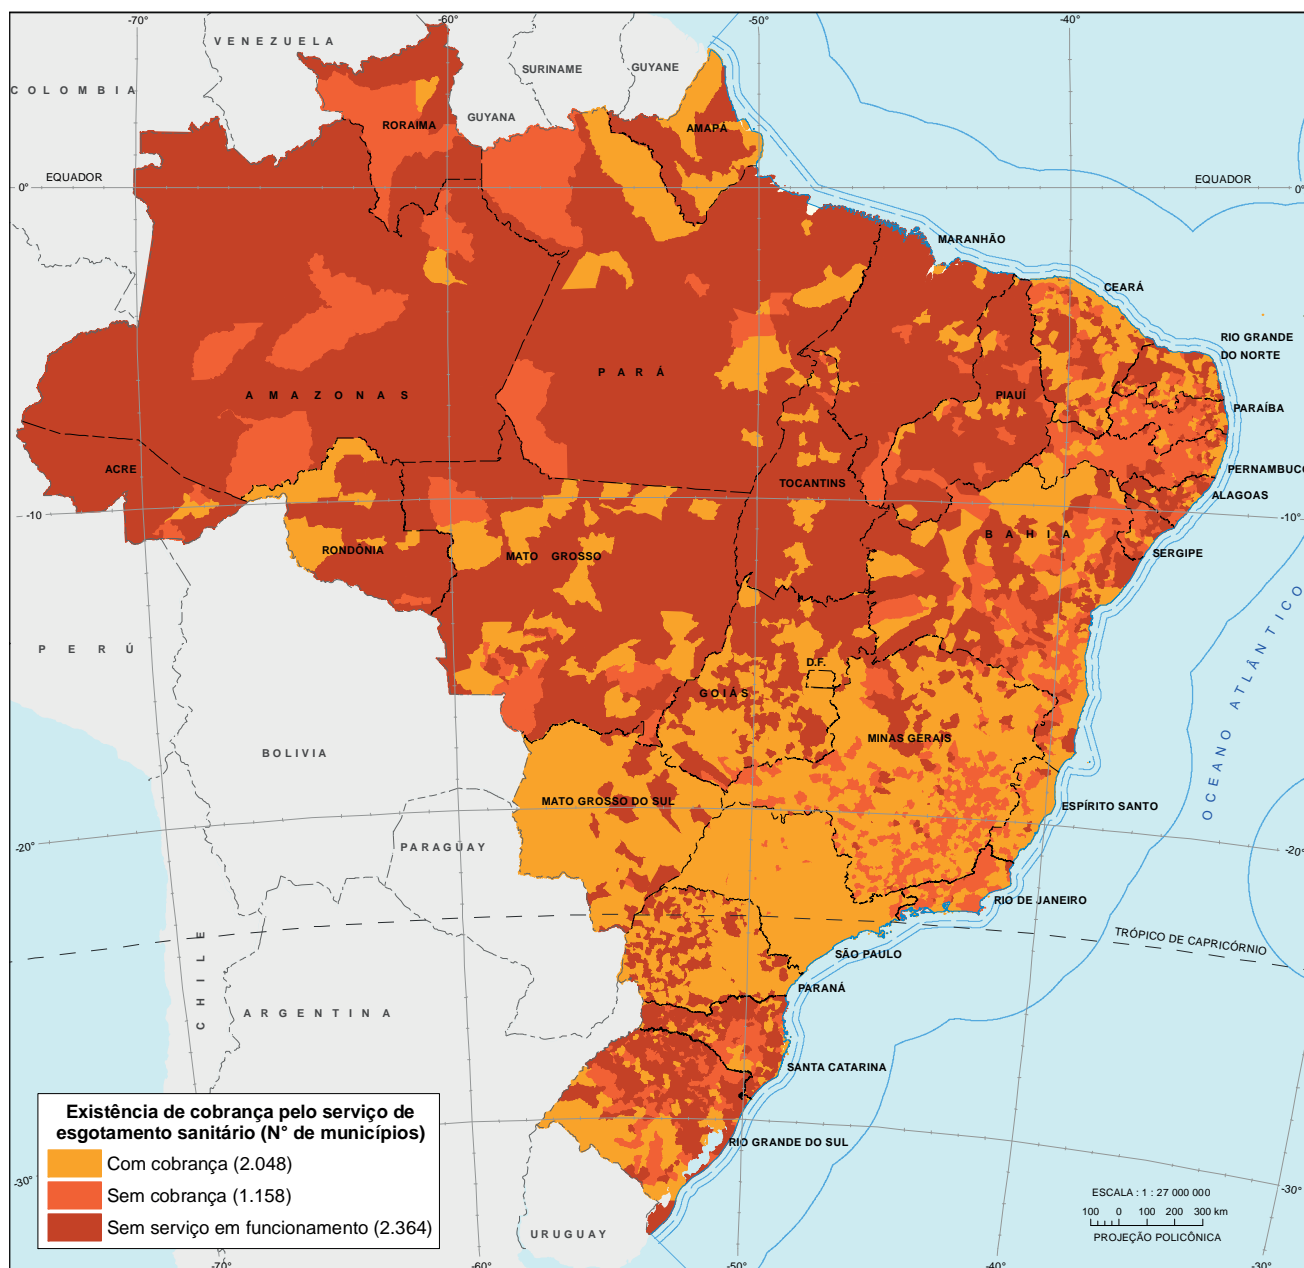 -70°
-60°
-50°
-40°
VENEZUELA
SURINAME
GUYANE
COLOMBIA
GUYANA
RORAIMA
AMAPÁ
EQUADOR
EQUADOR
0°
0°
MARANHÃO
CEARÁ
RIO GRANDE
DO NORTE
PARÁ
AMAZONAS
PIAUÍ
PARAÍBA
ACRE
TOCANTINS
PERNAMBUCO
ALAGOAS
-10
-10°
BAHIA
RONDÔNIA
MATO GROSSO
SERGIPE
PERÚ
D.F.
GOIÁS
OCEANO ATLÂNTICO
MINAS GERAIS
BOLIVIA
MATO GROSSO DO SUL
ESPÍRITO SANTO
-20°
-20°
PARAGUAY
RIO DE JANEIRO
TRÓPICO DE CAPRICÓRNIO
SÃO PAULO
CHILE
PARANÁ
ARGENTINA
SANTA CATARINA
Existência de cobrança pelo serviço de
esgotamento sanitário (N° de municípios)
Com cobrança (2.048)
Sem cobrança (1.158)
Sem serviço em funcionamento (2.364)
RIO GRANDE DO SUL
-30°
-30°
URUGUAY
ESCALA : 1 : 27 000 000
100 0 100 200 300 km
PROJEÇÃO POLICÔNICA
-70°
-60°
-50°
-40°
-30°